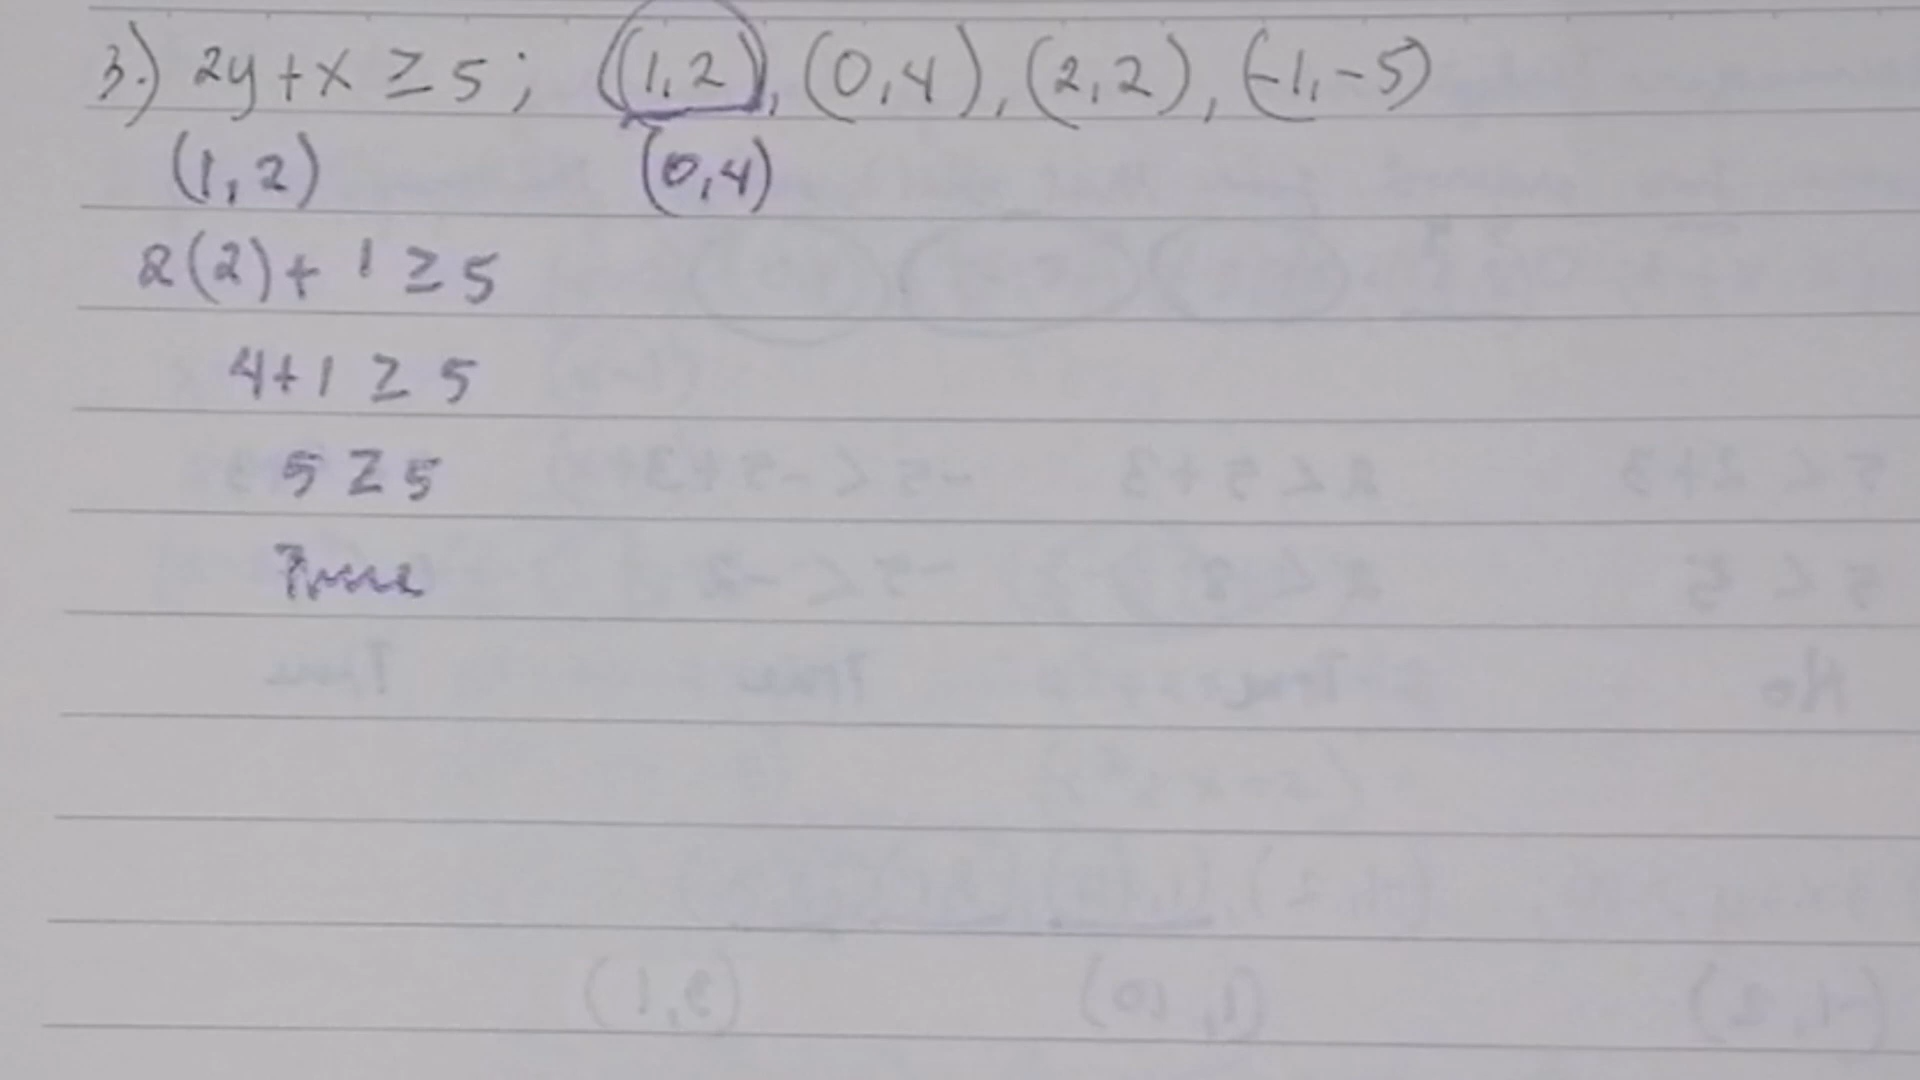 3.) 2y+x ≥ 5; (1,2), (0,4), (2,2), (-1,-5)
(1,2) (0,4)
2(2)+ 1 ≥ 5
4+1 ≥ 5
5 ≥ 5
True